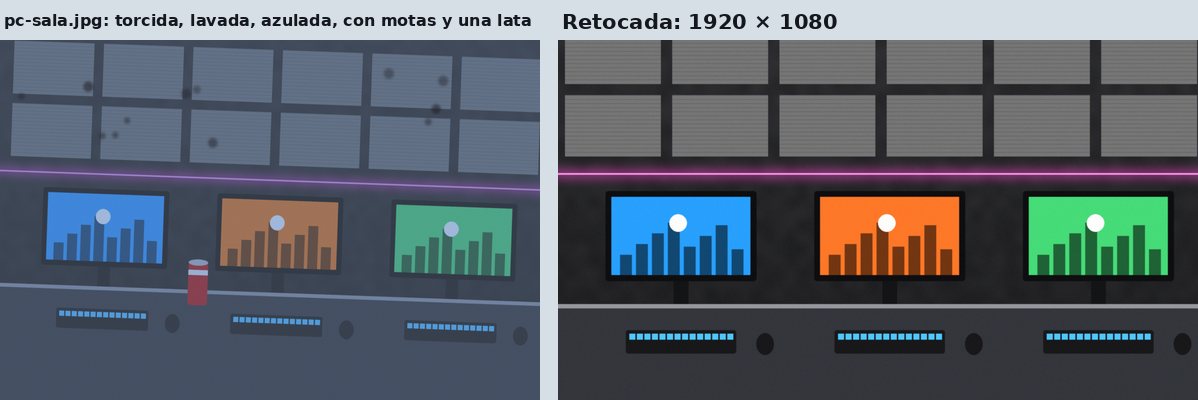 pc-sala.jpg: torcida, lavada, azulada, con motas y una lata
Retocada: 1920 × 1080